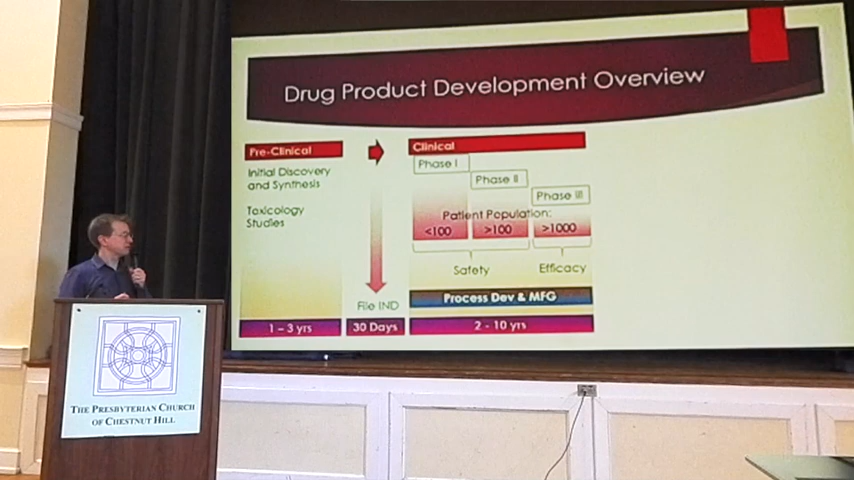 Drug Product Development Overview
Pre-Clinical
Initial Discovery
and Synthesis
Toxicology
Studies
File IND
Clinical
Phase I
Phase II
Phase III
Patient Population:
<100 >100 >1000
Safety Efficacy
Process Dev & MFG
1 – 3 yrs 30 Days 2 - 10 yrs
The Presbyterian Church
of Chestnut Hill